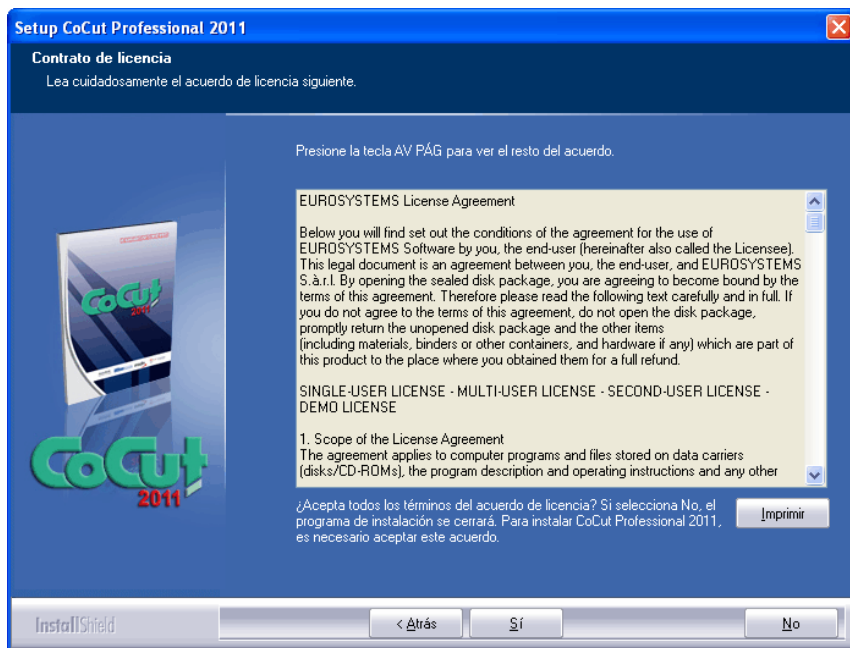 Setup CoCut Professional 2011
Contrato de licencia
Lea cuidadosamente el acuerdo de licencia siguiente.
Presione la tecla AV PÁG para ver el resto del acuerdo.
EUROSYSTEMS License Agreement
Below you will find set out the conditions of the agreement for the use of
EUROSYSTEMS Software by you, the end-user (hereinafter also called the Licensee).
This legal document is an agreement between you, the end-user, and EUROSYSTEMS
S.à.r.l. By opening the sealed disk package, you are agreeing to become bound by the
terms of this agreement. Therefore please read the following text carefully and in full. If
you do not agree to the terms of this agreement, do not open the disk package,
promptly return the unopened disk package and the other items
(including materials, binders or other containers, and hardware if any) which are part of
this product to the place where you obtained them for a full refund.
SINGLE-USER LICENSE - MULTI-USER LICENSE - SECOND-USER LICENSE -
DEMO LICENSE
1. Scope of the License Agreement
The agreement applies to computer programs and files stored on data carriers
(disks/CD-ROMs), the program description and operating instructions and any other
CoCut
2011
CoCut
2011
¿Acepta todos los términos del acuerdo de licencia? Si selecciona No, el
programa de instalación se cerrará. Para instalar CoCut Professional 2011,
es necesario aceptar este acuerdo.
Imprimir
InstallShield
< Atrás
Sí
No